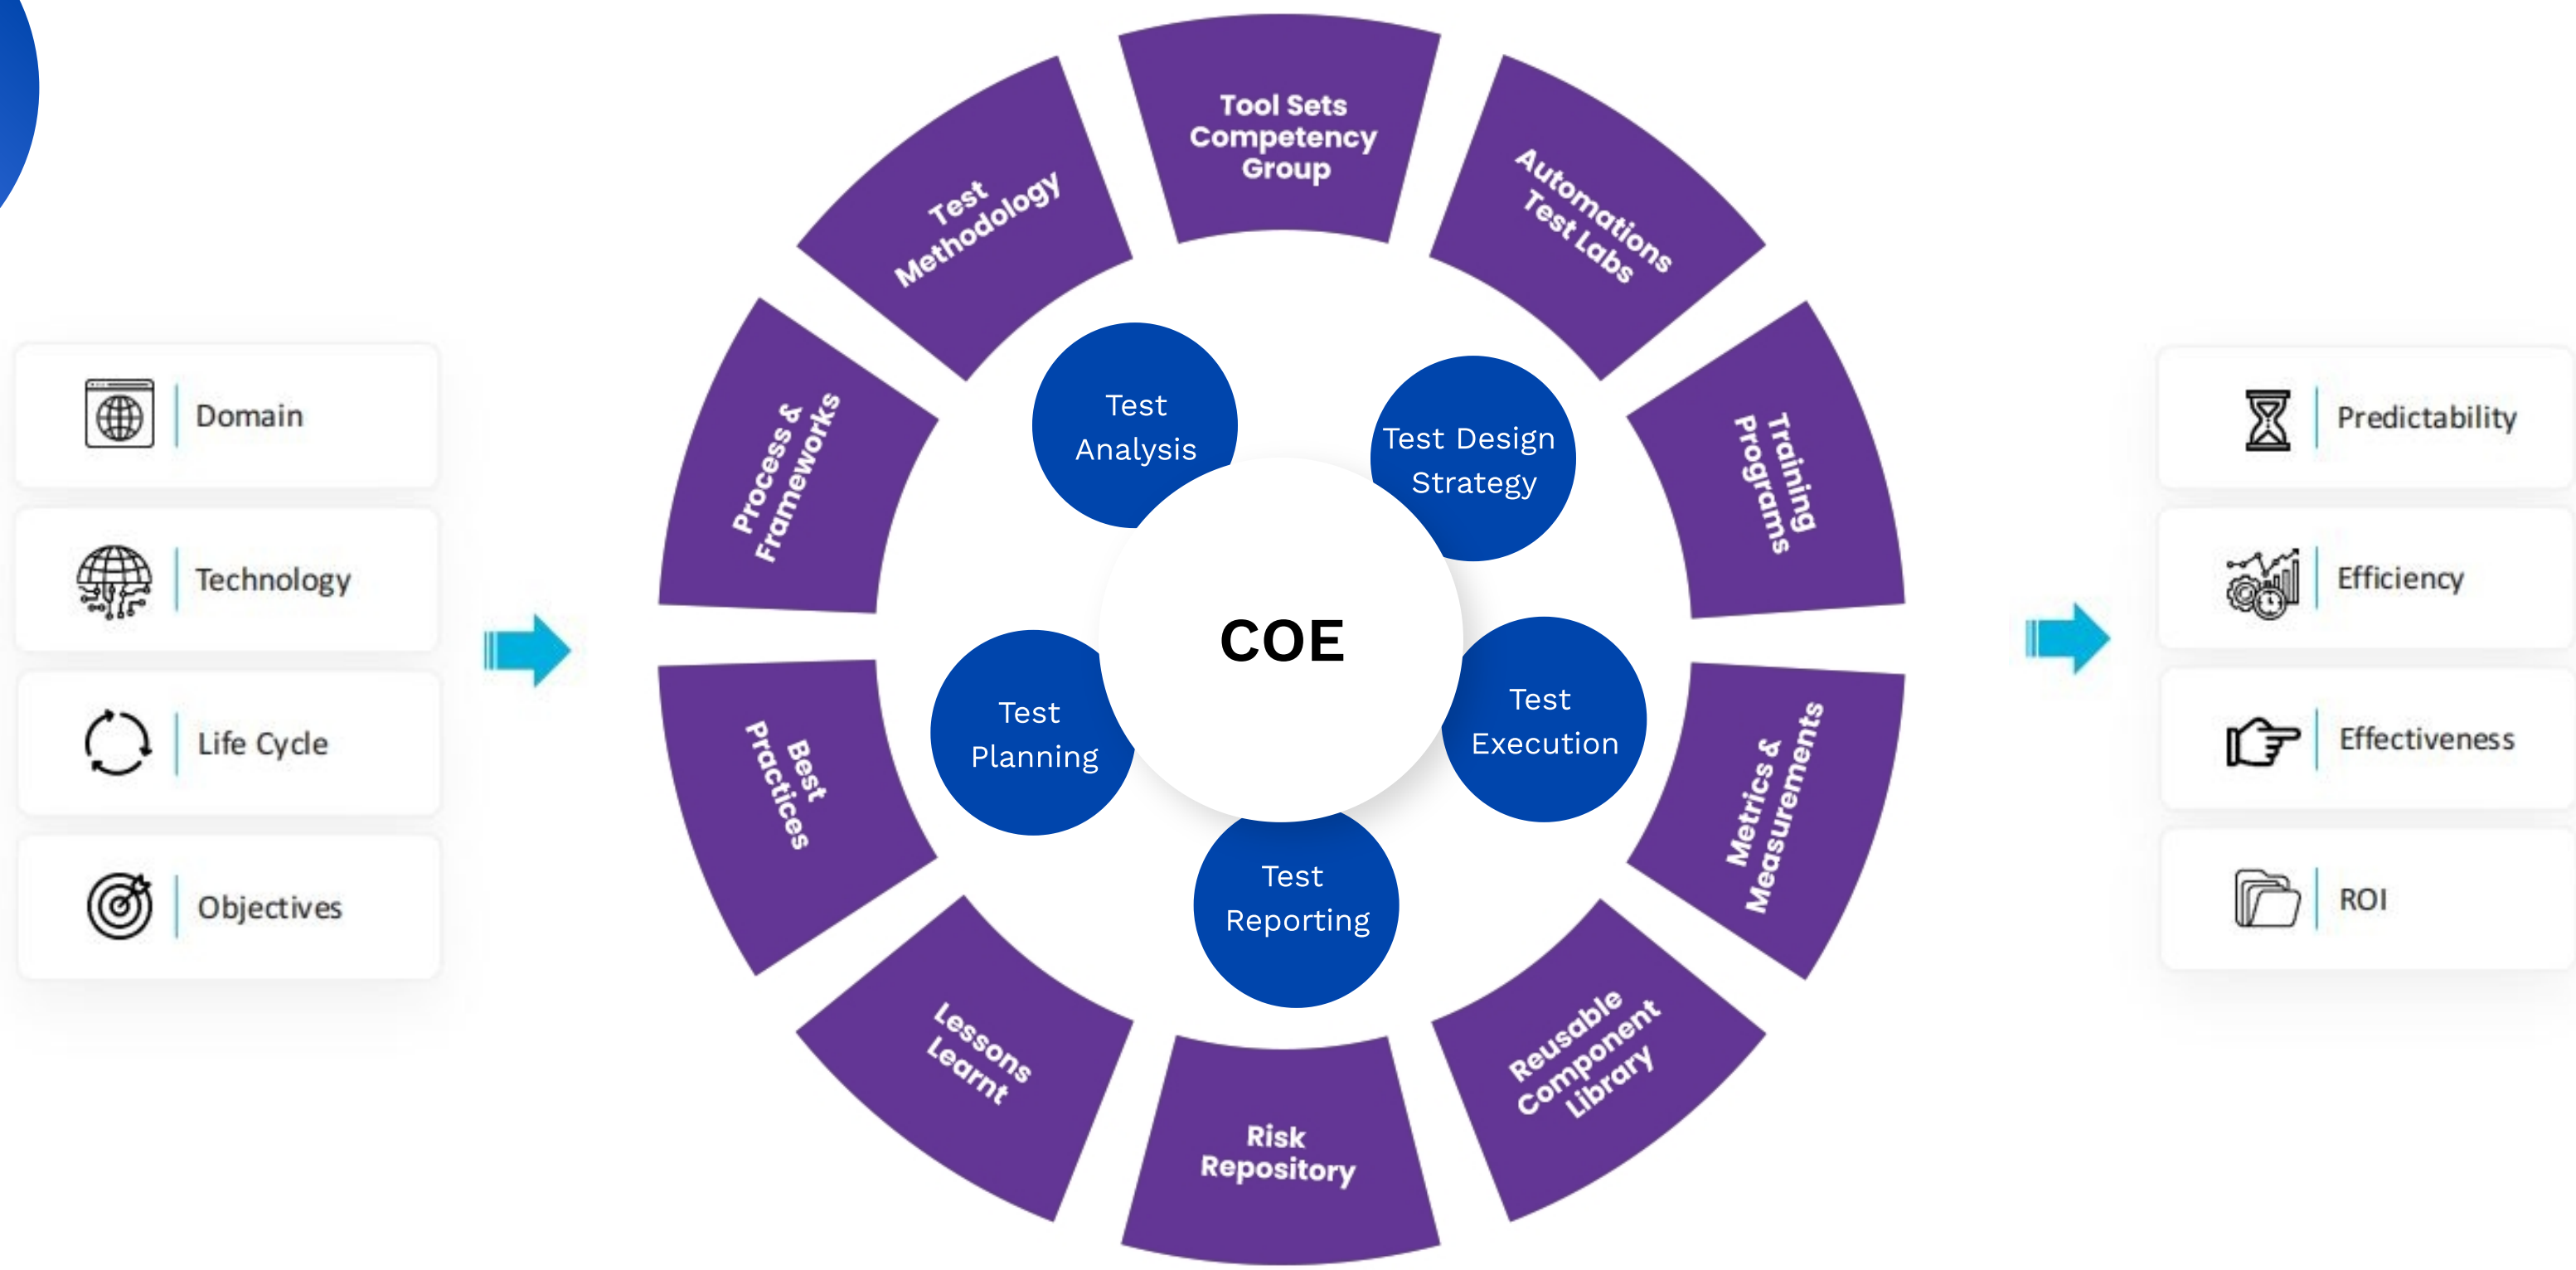 Domain
Technology
Life Cycle
Objectives
Tool Sets
Competency
Group
Automations
Test Labs
Training
Programs
Metrics &
Measurements
Reusable
Component
Library
Risk
Repository
Lessons
Learnt
Best
Practices
Process &
Frameworks
Test
Methodology
Test
Analysis
Test Design
Strategy
Test
Execution
Test
Reporting
Test
Planning
COE
Predictability
Efficiency
Effectiveness
ROI